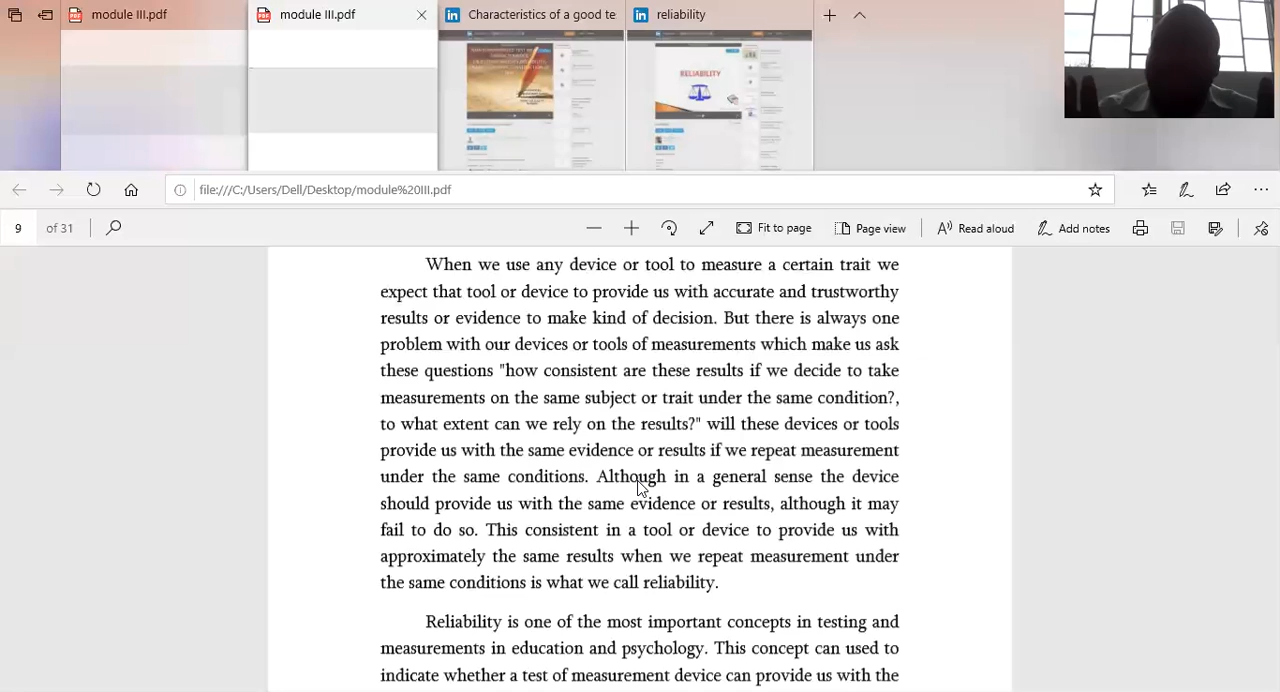 module III.pdf
module III.pdf
Characteristics of a good te
reliability
RELIABILITY
file:///C:/Users/Dell/Desktop/module%20III.pdf
9 of 31
Fit to page
Page view
Read aloud
Add notes
When we use any device or tool to measure a certain trait we
expect that tool or device to provide us with accurate and trustworthy
results or evidence to make kind of decision. But there is always one
problem with our devices or tools of measurements which make us ask
these questions "how consistent are these results if we decide to take
measurements on the same subject or trait under the same condition?,
to what extent can we rely on the results?" will these devices or tools
provide us with the same evidence or results if we repeat measurement
under the same conditions. Although in a general sense the device
should provide us with the same evidence or results, although it may
fail to do so. This consistent in a tool or device to provide us with
approximately the same results when we repeat measurement under
the same conditions is what we call reliability.
Reliability is one of the most important concepts in testing and
measurements in education and psychology. This concept can used to
indicate whether a test of measurement device can provide us with the